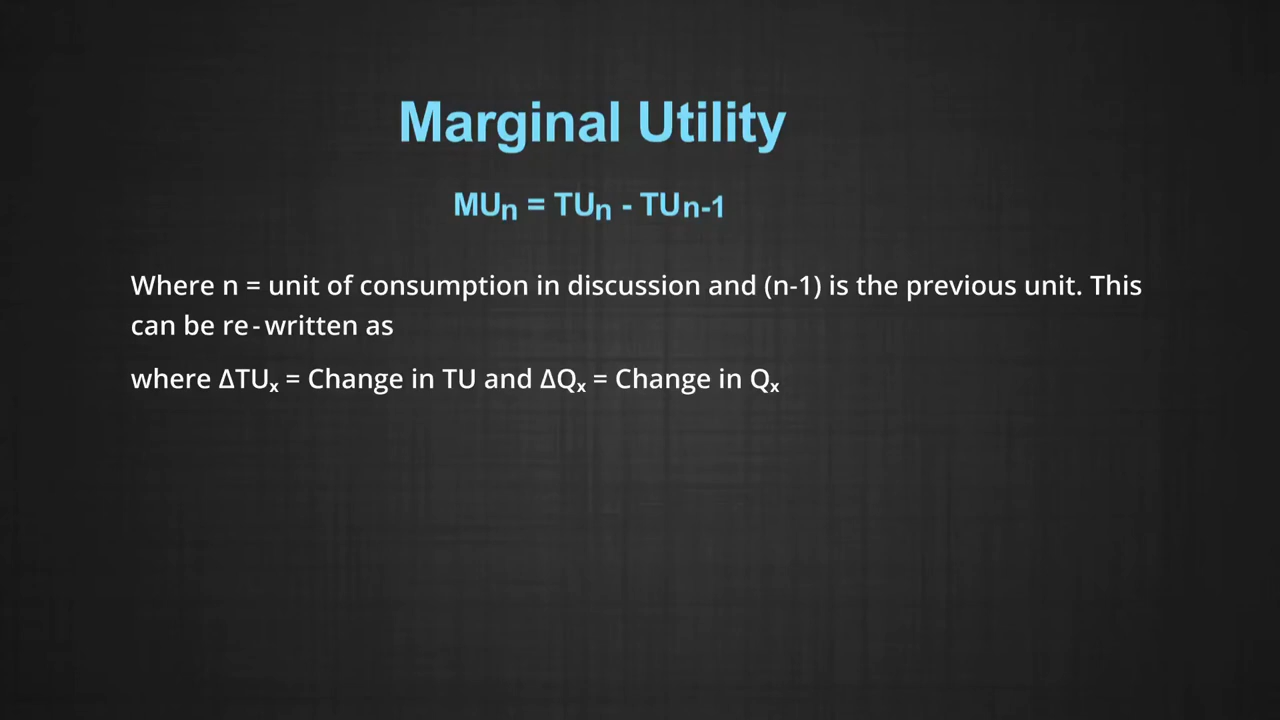 Marginal Utility
MUn = TUn - TUn-1
Where n = unit of consumption in discussion and (n-1) is the previous unit. This
can be re-written as
where ΔTUₓ = Change in TU and ΔQₓ = Change in Qₓ